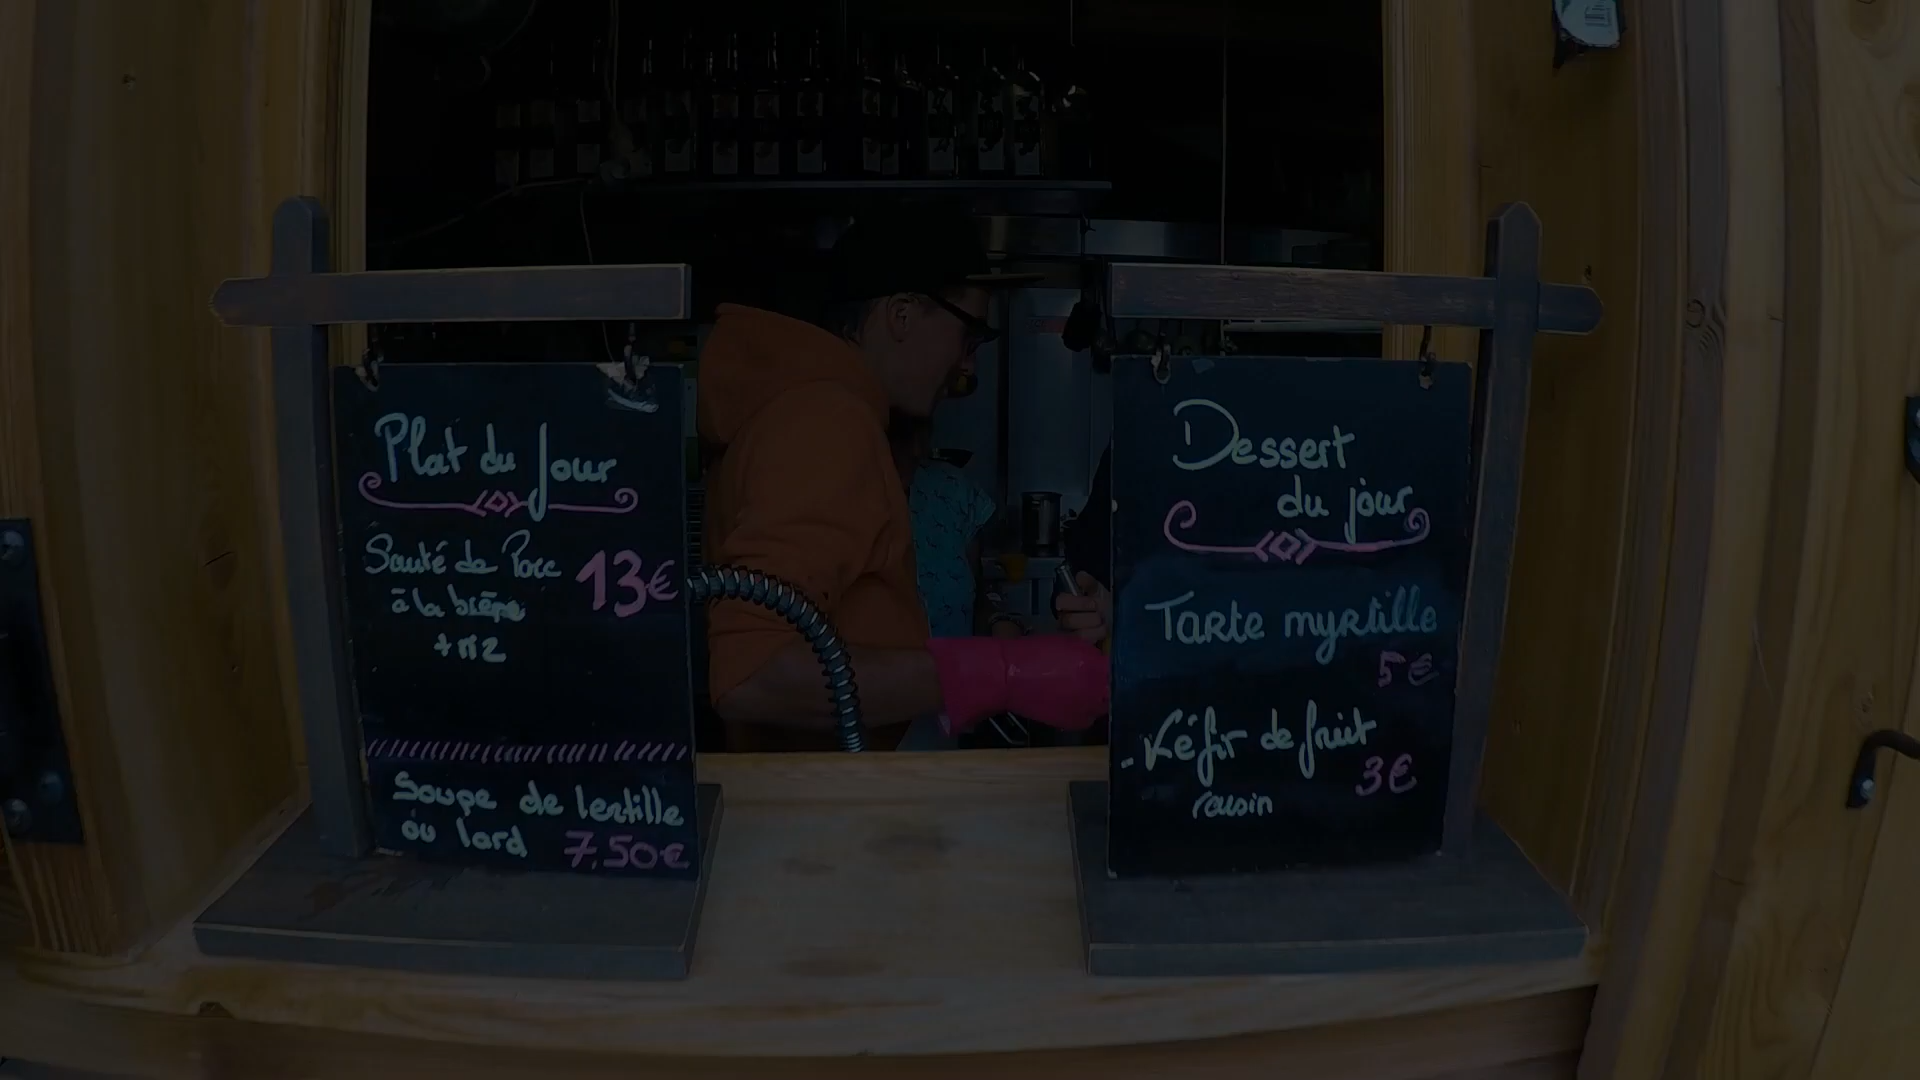 Plat du Jour
Sauté de Porc
13€
à la bière
+ riz
Soupe de lentille
ou lard 7,50€
Dessert
du jour
Tarte myrtille
5€
- Kéfir de fruit
3€
raisin